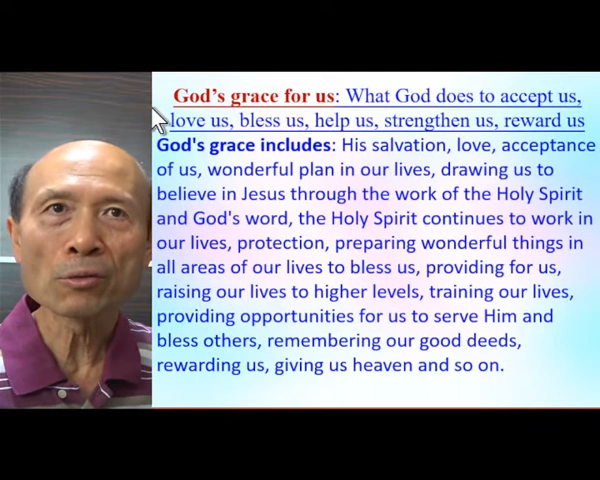 God's grace for us: What God does to accept us,
love us, bless us, help us, strengthen us, reward us
God's grace includes: His salvation, love, acceptance
of us, wonderful plan in our lives, drawing us to
believe in Jesus through the work of the Holy Spirit
and God's word, the Holy Spirit continues to work in
our lives, protection, preparing wonderful things in
all areas of our lives to bless us, providing for us,
raising our lives to higher levels, training our lives,
providing opportunities for us to serve Him and
bless others, remembering our good deeds,
rewarding us, giving us heaven and so on.